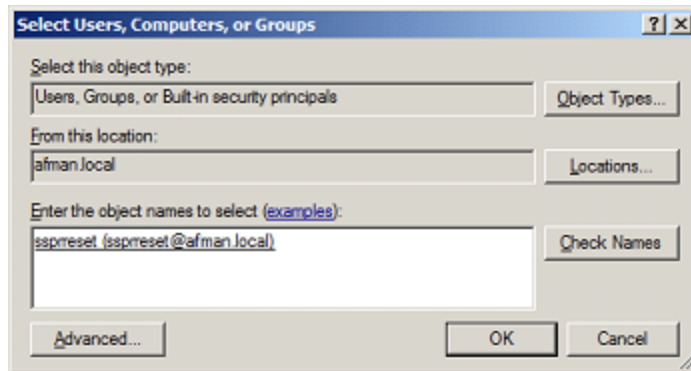 Select Users, Computers, or Groups
Select this object type:
Users, Groups, or Built-in security principals
Object Types...
From this location:
afman.local
Locations...
Enter the object names to select (examples):
ssprreset (ssprreset@afman.local)
Check Names
Advanced...
OK
Cancel